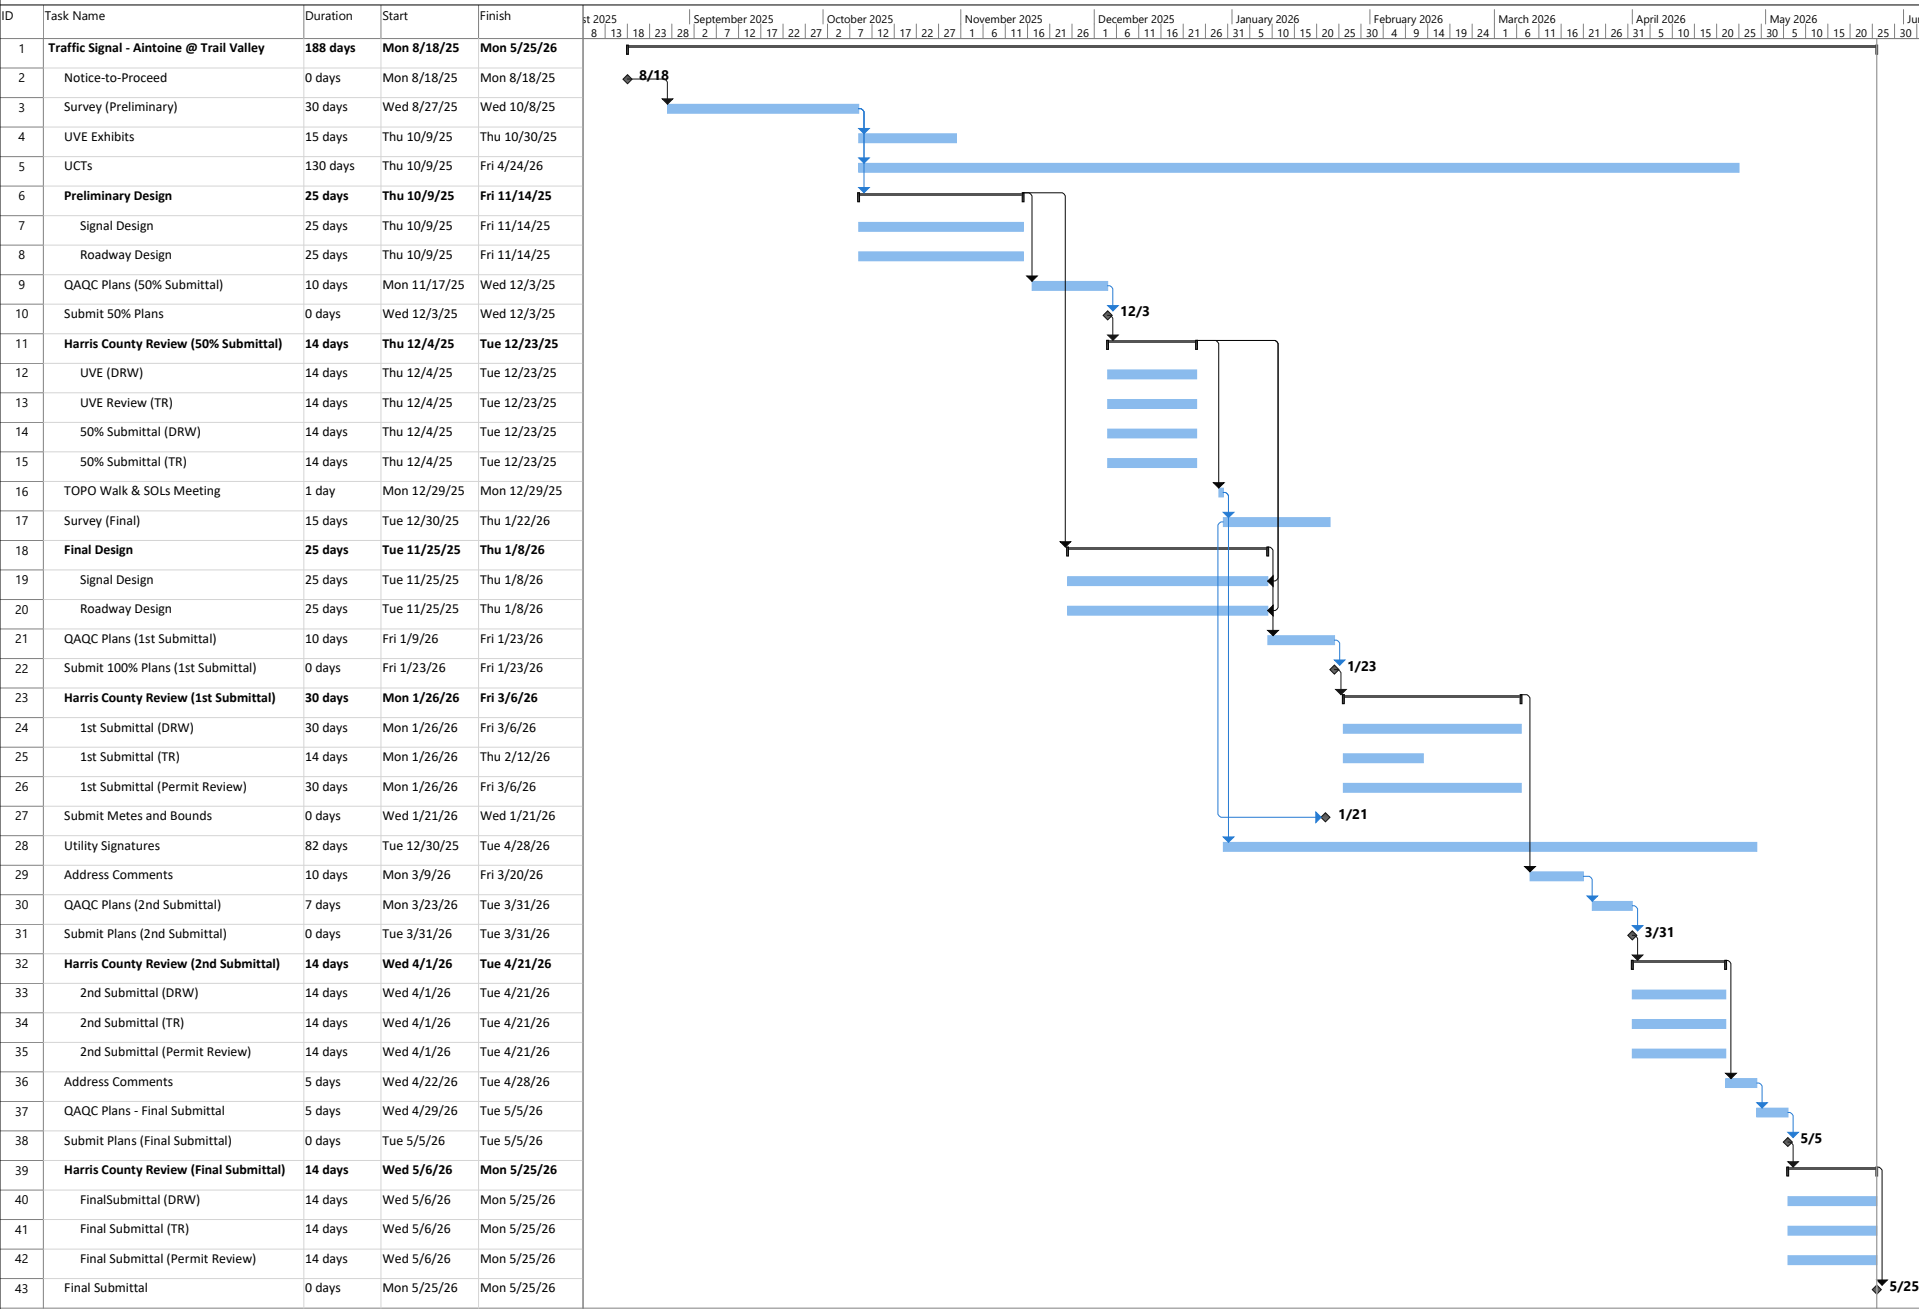 ID Task Name Duration Start Finish
st 2025 September 2025 October 2025 November 2025 December 2025 January 2026 February 2026 March 2026 April 2026 May 2026 Jun
8 13 18 23 28 2 7 12 17 22 27 2 7 12 17 22 27 1 6 11 16 21 26 1 6 11 16 21 26 31 5 10 15 20 25 30 4 9 14 19 24 1 6 11 16 21 26 31 5 10 15 20 25 30 5 10 15 20 25 30
1 Traffic Signal - Aintoine @ Trail Valley 188 days Mon 8/18/25 Mon 5/25/26
2 Notice-to-Proceed 0 days Mon 8/18/25 Mon 8/18/25 8/18
3 Survey (Preliminary) 30 days Wed 8/27/25 Wed 10/8/25
4 UVE Exhibits 15 days Thu 10/9/25 Thu 10/30/25
5 UCTs 130 days Thu 10/9/25 Fri 4/24/26
6 Preliminary Design 25 days Thu 10/9/25 Fri 11/14/25
7 Signal Design 25 days Thu 10/9/25 Fri 11/14/25
8 Roadway Design 25 days Thu 10/9/25 Fri 11/14/25
9 QAQC Plans (50% Submittal) 10 days Mon 11/17/25 Wed 12/3/25
10 Submit 50% Plans 0 days Wed 12/3/25 Wed 12/3/25 12/3
11 Harris County Review (50% Submittal) 14 days Thu 12/4/25 Tue 12/23/25
12 UVE (DRW) 14 days Thu 12/4/25 Tue 12/23/25
13 UVE Review (TR) 14 days Thu 12/4/25 Tue 12/23/25
14 50% Submittal (DRW) 14 days Thu 12/4/25 Tue 12/23/25
15 50% Submittal (TR) 14 days Thu 12/4/25 Tue 12/23/25
16 TOPO Walk & SOLs Meeting 1 day Mon 12/29/25 Mon 12/29/25
17 Survey (Final) 15 days Tue 12/30/25 Thu 1/22/26
18 Final Design 25 days Tue 11/25/25 Thu 1/8/26
19 Signal Design 25 days Tue 11/25/25 Thu 1/8/26
20 Roadway Design 25 days Tue 11/25/25 Thu 1/8/26
21 QAQC Plans (1st Submittal) 10 days Fri 1/9/26 Fri 1/23/26
22 Submit 100% Plans (1st Submittal) 0 days Fri 1/23/26 Fri 1/23/26 1/23
23 Harris County Review (1st Submittal) 30 days Mon 1/26/26 Fri 3/6/26
24 1st Submittal (DRW) 30 days Mon 1/26/26 Fri 3/6/26
25 1st Submittal (TR) 14 days Mon 1/26/26 Thu 2/12/26
26 1st Submittal (Permit Review) 30 days Mon 1/26/26 Fri 3/6/26
27 Submit Metes and Bounds 0 days Wed 1/21/26 Wed 1/21/26 1/21
28 Utility Signatures 82 days Tue 12/30/25 Tue 4/28/26
29 Address Comments 10 days Mon 3/9/26 Fri 3/20/26
30 QAQC Plans (2nd Submittal) 7 days Mon 3/23/26 Tue 3/31/26
31 Submit Plans (2nd Submittal) 0 days Tue 3/31/26 Tue 3/31/26 3/31
32 Harris County Review (2nd Submittal) 14 days Wed 4/1/26 Tue 4/21/26
33 2nd Submittal (DRW) 14 days Wed 4/1/26 Tue 4/21/26
34 2nd Submittal (TR) 14 days Wed 4/1/26 Tue 4/21/26
35 2nd Submittal (Permit Review) 14 days Wed 4/1/26 Tue 4/21/26
36 Address Comments 5 days Wed 4/22/26 Tue 4/28/26
37 QAQC Plans - Final Submittal 5 days Wed 4/29/26 Tue 5/5/26
38 Submit Plans (Final Submittal) 0 days Tue 5/5/26 Tue 5/5/26 5/5
39 Harris County Review (Final Submittal) 14 days Wed 5/6/26 Mon 5/25/26
40 FinalSubmittal (DRW) 14 days Wed 5/6/26 Mon 5/25/26
41 Final Submittal (TR) 14 days Wed 5/6/26 Mon 5/25/26
42 Final Submittal (Permit Review) 14 days Wed 5/6/26 Mon 5/25/26
43 Final Submittal 0 days Mon 5/25/26 Mon 5/25/26 5/25